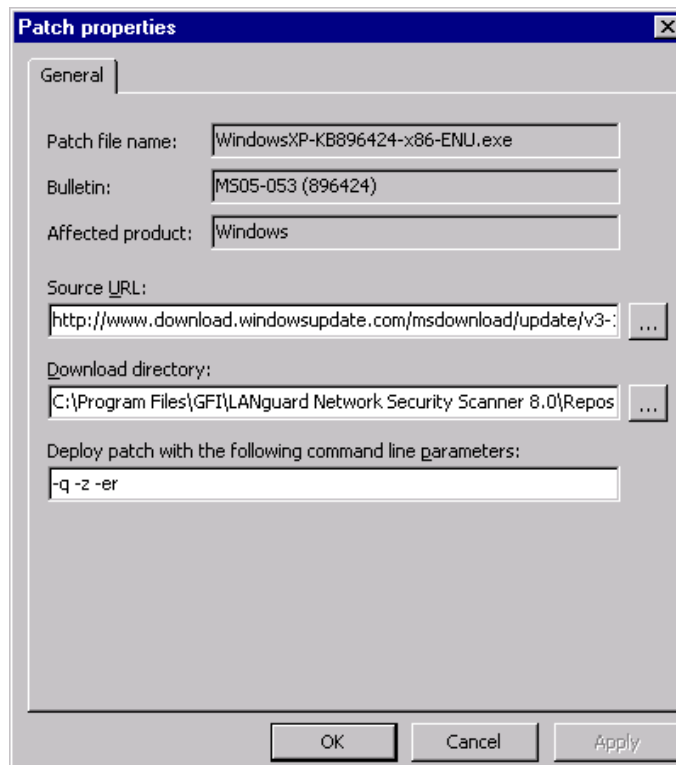 Patch properties
General
Patch file name: WindowsXP-KB896424-x86-ENU.exe
Bulletin: MS05-053 (896424)
Affected product: Windows
Source URL:
http://www.download.windowsupdate.com/msdownload/update/v3-1 ...
Download directory:
C:\Program Files\GFI\LANguard Network Security Scanner 8.0\Repos ...
Deploy patch with the following command line parameters:
-q -z -er
OK Cancel Apply